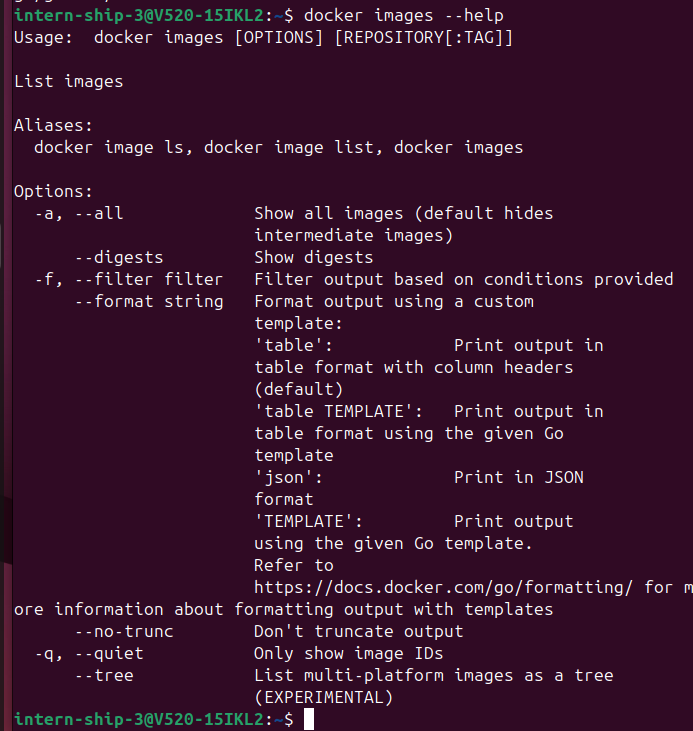 intern-ship-3@V520-15IKL2:~$ docker images --help
Usage:  docker images [OPTIONS] [REPOSITORY[:TAG]]

List images

Aliases:
  docker image ls, docker image list, docker images

Options:
  -a, --all             Show all images (default hides
                        intermediate images)
      --digests         Show digests
  -f, --filter filter   Filter output based on conditions provided
      --format string   Format output using a custom
                        template:
                        'table':            Print output in
                        table format with column headers
                        (default)
                        'table TEMPLATE':   Print output in
                        table format using the given Go
                        template
                        'json':             Print in JSON
                        format
                        'TEMPLATE':         Print output
                        using the given Go template.
                        Refer to
                        https://docs.docker.com/go/formatting/ for m
ore information about formatting output with templates
      --no-trunc        Don't truncate output
  -q, --quiet           Only show image IDs
      --tree            List multi-platform images as a tree
                        (EXPERIMENTAL)
intern-ship-3@V520-15IKL2:~$